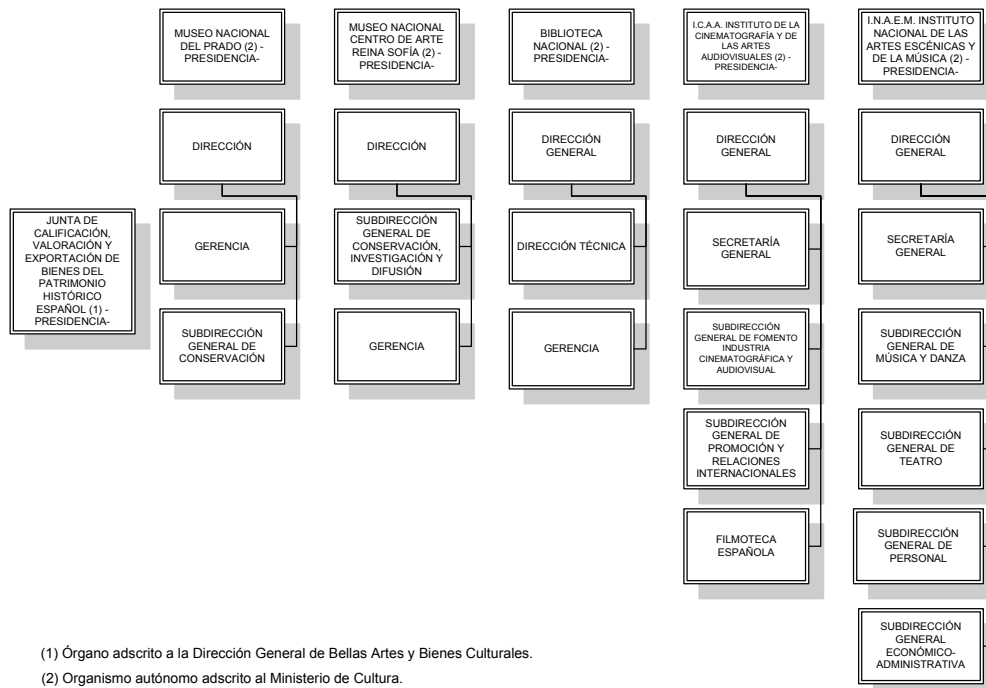 MUSEO NACIONAL
DEL PRADO (2) -
PRESIDENCIA-
MUSEO NACIONAL
CENTRO DE ARTE
REINA SOFÍA (2) -
PRESIDENCIA-
BIBLIOTECA
NACIONAL (2) -
PRESIDENCIA-
I.C.A.A. INSTITUTO DE LA
CINEMATOGRAFÍA Y DE
LAS ARTES
AUDIOVISUALES (2) -
PRESIDENCIA-
I.N.A.E.M. INSTITUTO
NACIONAL DE LAS
ARTES ESCÉNICAS Y
DE LA MÚSICA (2) -
PRESIDENCIA-
DIRECCIÓN
DIRECCIÓN
DIRECCIÓN
GENERAL
DIRECCIÓN
GENERAL
DIRECCIÓN
GENERAL
JUNTA DE
CALIFICACIÓN,
VALORACIÓN Y
EXPORTACIÓN DE
BIENES DEL
PATRIMONIO
HISTÓRICO
ESPAÑOL (1) -
PRESIDENCIA-
GERENCIA
SUBDIRECCIÓN
GENERAL DE
CONSERVACIÓN,
INVESTIGACIÓN Y
DIFUSIÓN
DIRECCIÓN TÉCNICA
SECRETARÍA
GENERAL
SECRETARÍA
GENERAL
SUBDIRECCIÓN
GENERAL DE
CONSERVACIÓN
GERENCIA
GERENCIA
SUBDIRECCIÓN
GENERAL DE FOMENTO
INDUSTRIA
CINEMATOGRÁFICA Y
AUDIOVISUAL
SUBDIRECCIÓN
GENERAL DE
MÚSICA Y DANZA
SUBDIRECCIÓN
GENERAL DE
PROMOCIÓN Y
RELACIONES
INTERNACIONALES
SUBDIRECCIÓN
GENERAL DE
TEATRO
FILMOTECA
ESPAÑOLA
SUBDIRECCIÓN
GENERAL DE
PERSONAL
SUBDIRECCIÓN
GENERAL
ECONÓMICO-
ADMINISTRATIVA
(1) Órgano adscrito a la Dirección General de Bellas Artes y Bienes Culturales.
(2) Organismo autónomo adscrito al Ministerio de Cultura.